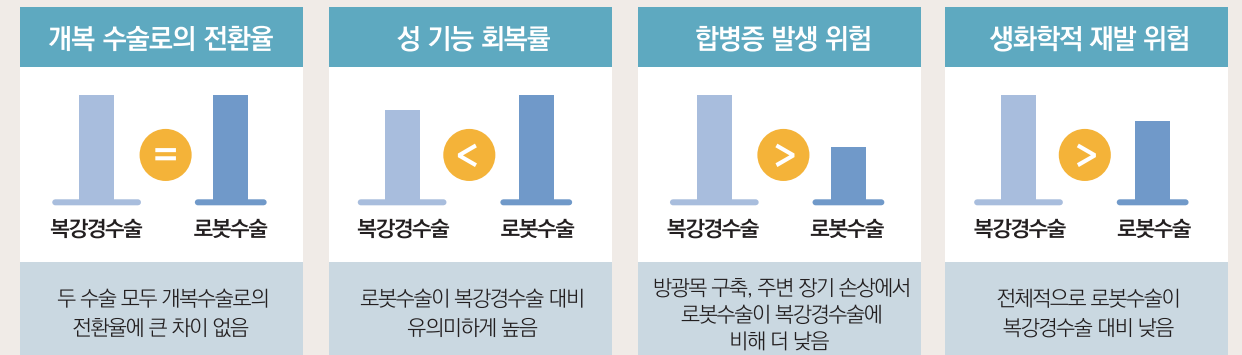 개복 수술로의 전환율
=
복강경수술
로봇수술
두 수술 모두 개복수술로의
전환율에 큰 차이 없음
성 기능 회복률
<
복강경수술
로봇수술
로봇수술이 복강경수술 대비
유의미하게 높음
합병증 발생 위험
>
복강경수술
로봇수술
방광목 구축, 주변 장기 손상에서
로봇수술이 복강경수술에
비해 더 낮음
생화학적 재발 위험
>
복강경수술
로봇수술
전체적으로 로봇수술이
복강경수술 대비 낮음